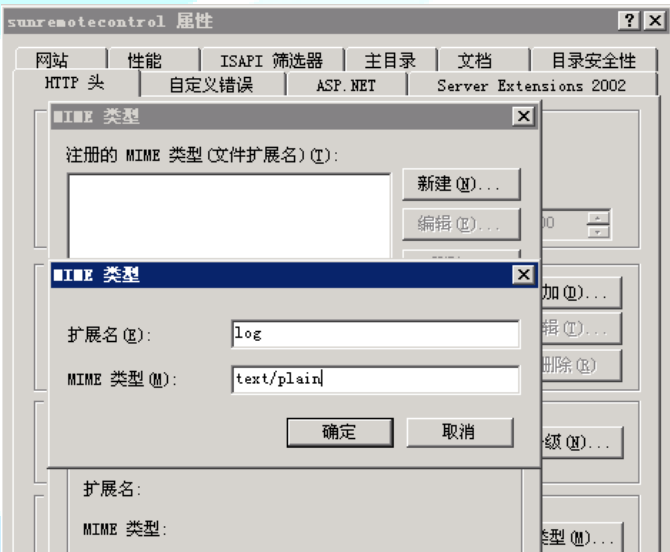 sunremotecontrol 属性
网站 性能 ISAPI 筛选器 主目录 文档 目录安全性
HTTP 头 自定义错误 ASP.NET Server Extensions 2002
MIME 类型
注册的 MIME 类型(文件扩展名)(T):
新建(N)...
编辑(E)...
MIME 类型
加(D)...
扩展名(E): log
辑(T)...
删除(R)
MIME 类型(M): text/plain
确定 取消
级(N)...
扩展名:
MIME 类型:
类型(M)...